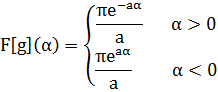 F[g](α) = { πe^{-aα} / a    α > 0
πe^{aα} / a    α < 0